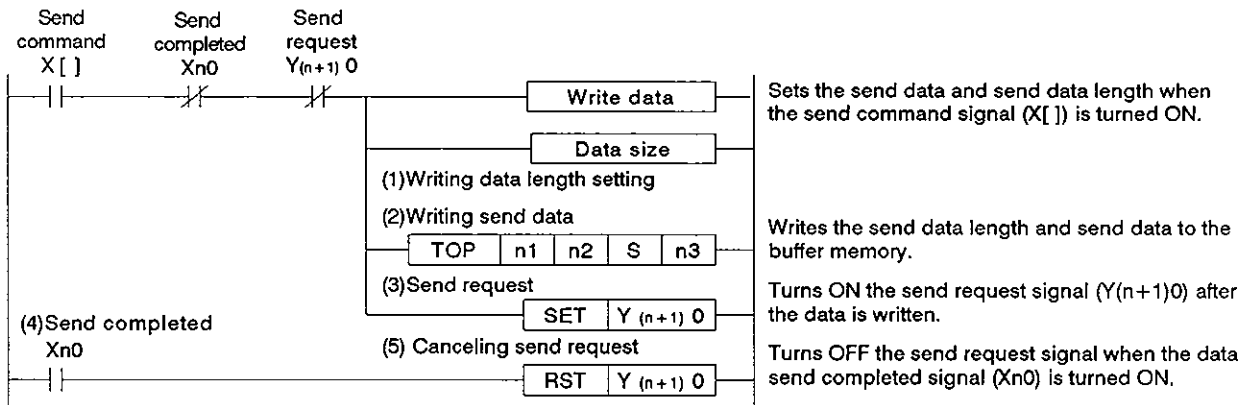 Send command X[ ]
Send completed Xn0
Send request Y(n+1) 0
Write data
Sets the send data and send data length when
the send command signal (X[ ]) is turned ON.
Data size
(1)Writing data length setting
(2)Writing send data
TOP n1 n2 S n3
Writes the send data length and send data to the
buffer memory.
(3)Send request
SET Y (n+1) 0
Turns ON the send request signal (Y(n+1)0) after
the data is written.
(4)Send completed
Xn0
(5) Canceling send request
RST Y (n+1) 0
Turns OFF the send request signal when the data
send completed signal (Xn0) is turned ON.